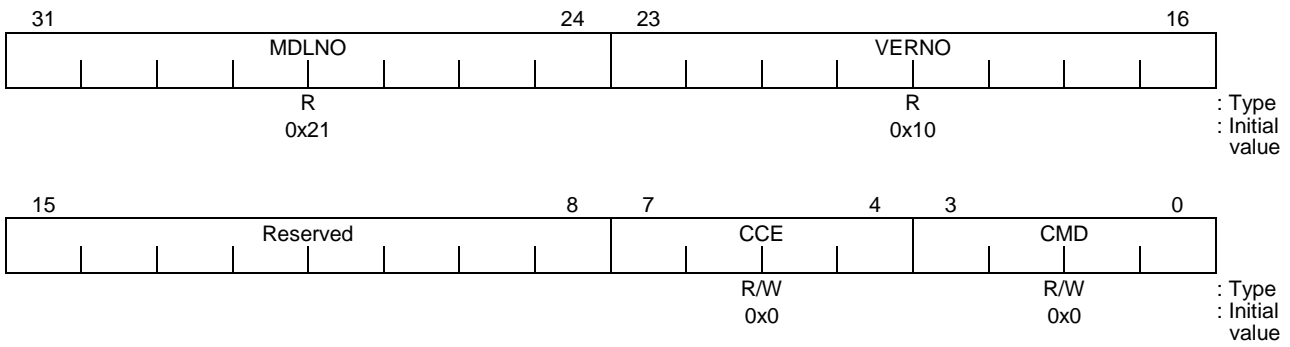 31 24 23 16
MDLNO VERNO
R R : Type
0x21 0x10 : Initial
value
15 8 7 4 3 0
Reserved CCE CMD
R/W R/W : Type
0x0 0x0 : Initial
value